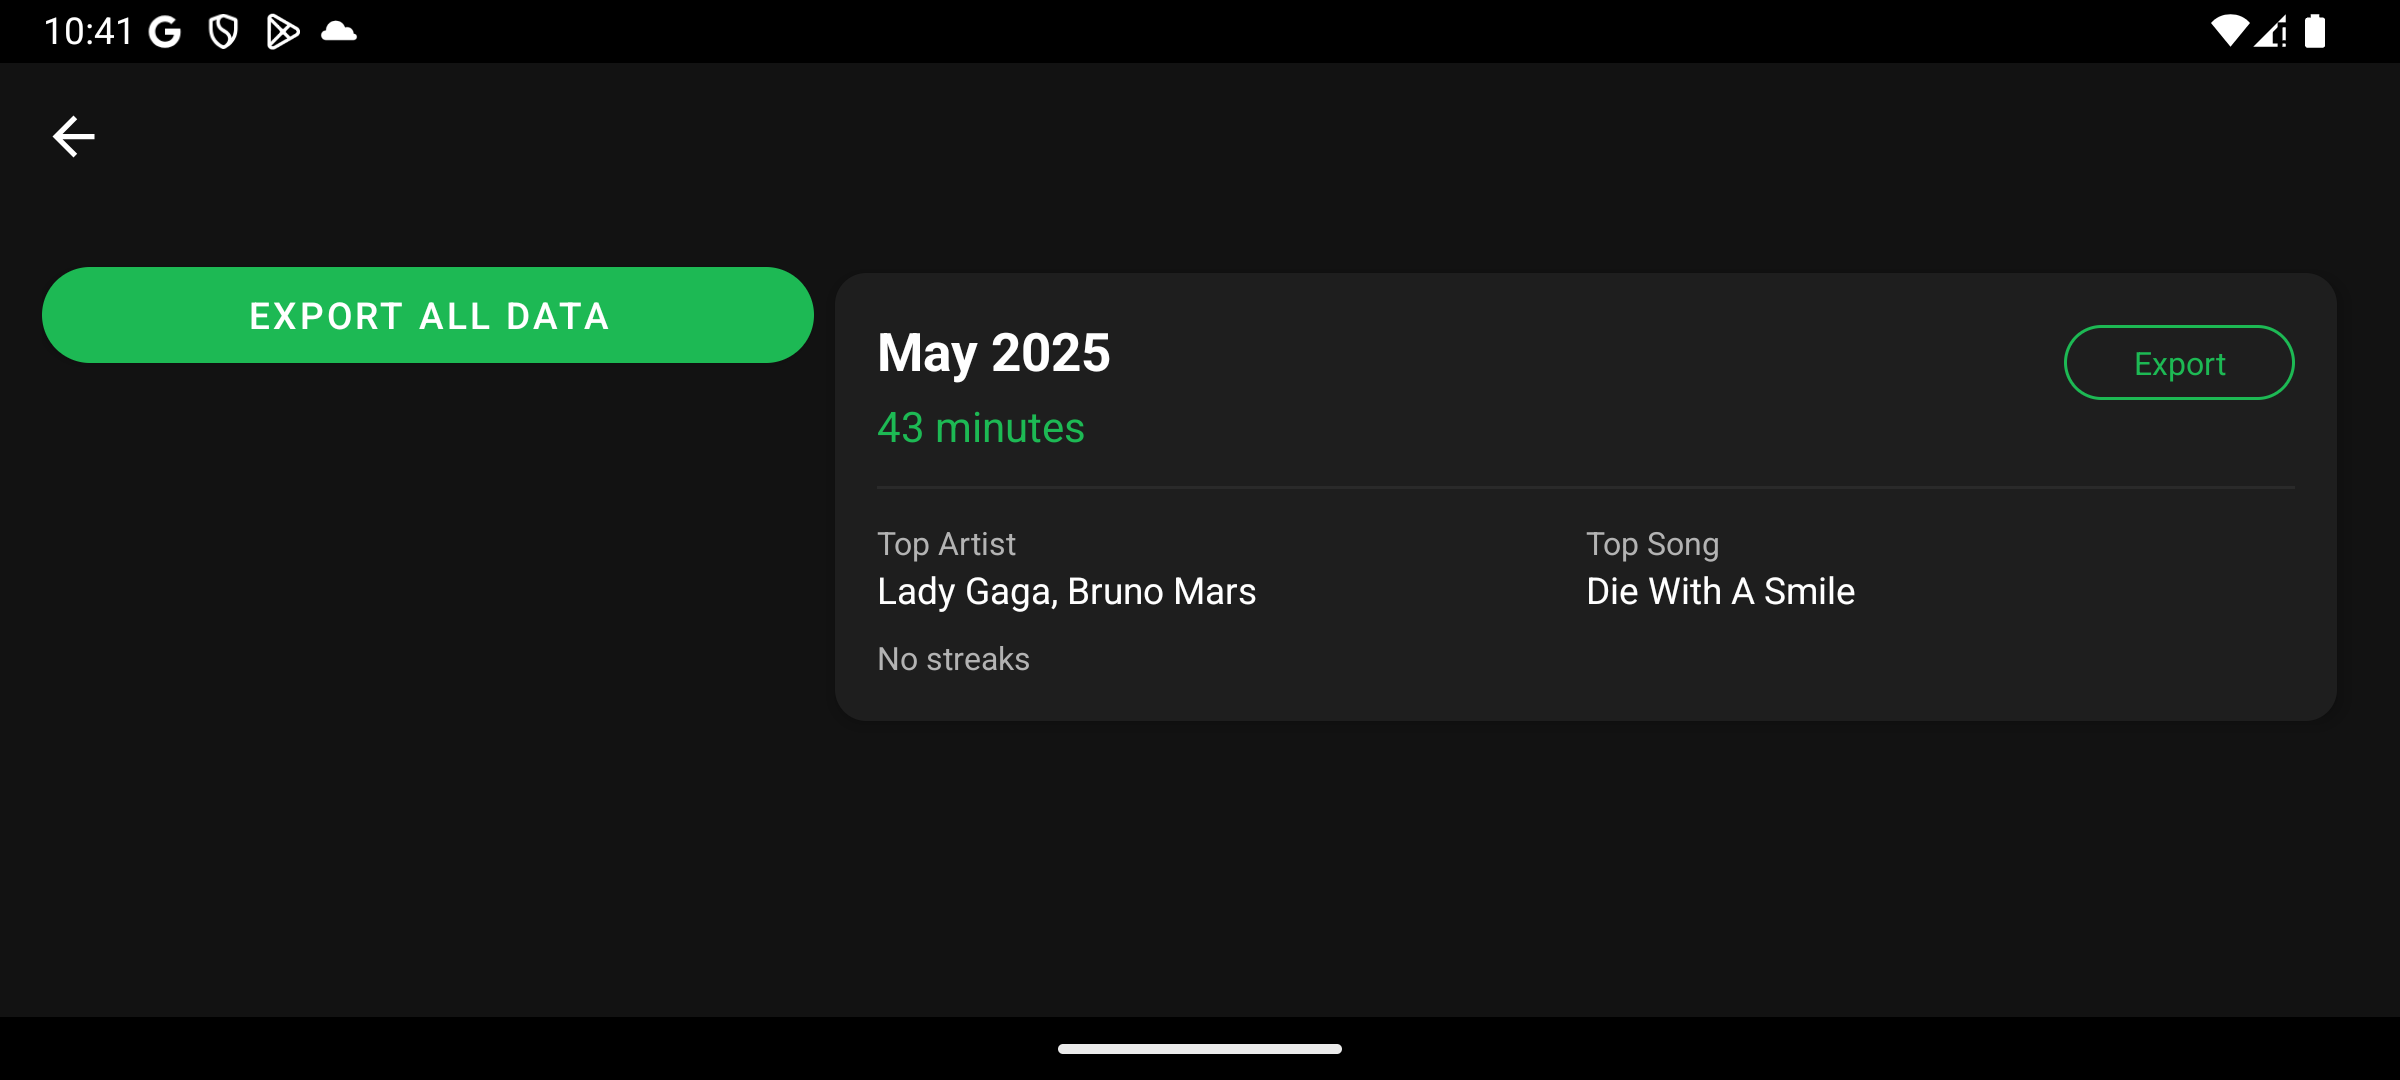 10:41
EXPORT ALL DATA
May 2025
Export
43 minutes
Top Artist
Top Song
Lady Gaga, Bruno Mars
Die With A Smile
No streaks